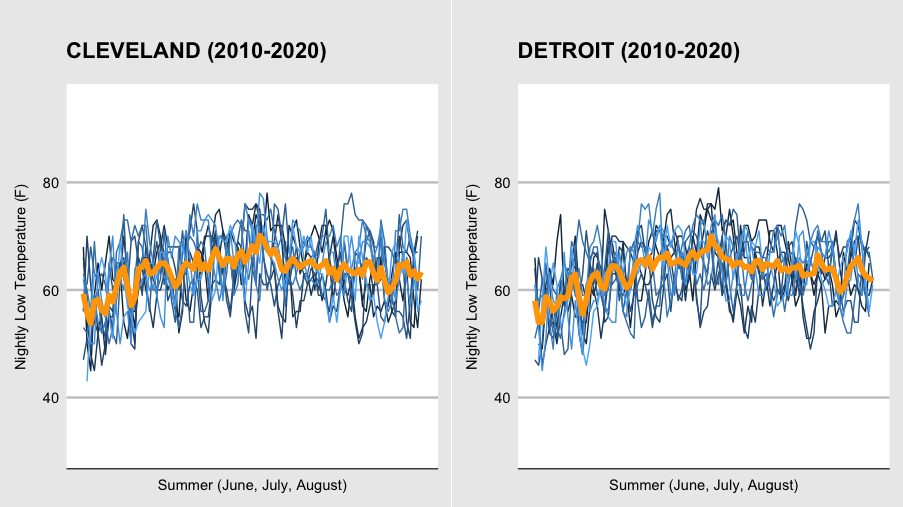 CLEVELAND (2010-2020)
Nightly Low Temperature (F)
80
60
40
Summer (June, July, August)
DETROIT (2010-2020)
Nightly Low Temperature (F)
80
60
40
Summer (June, July, August)